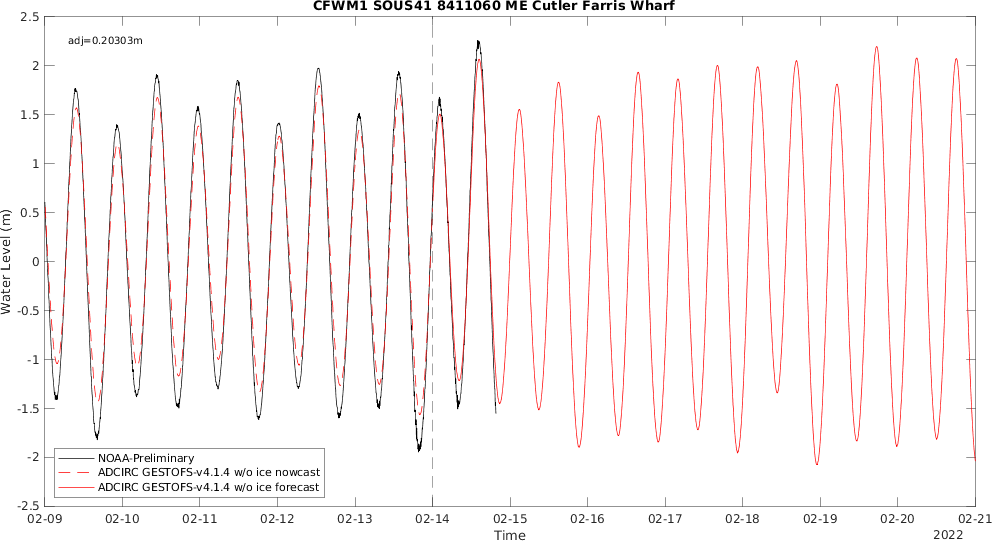 CFWM1 SOUS41 8411060 ME Cutler Farris Wharf
adj=0.20303m
2.5
2
1.5
1
0.5
0
-0.5
-1
-1.5
-2
-2.5
Water Level (m)
NOAA-Preliminary
ADCIRC GESTOFS-v4.1.4 w/o ice nowcast
ADCIRC GESTOFS-v4.1.4 w/o ice forecast
02-09 02-10 02-11 02-12 02-13 02-14 02-15 02-16 02-17 02-18 02-19 02-20 02-21
Time
2022